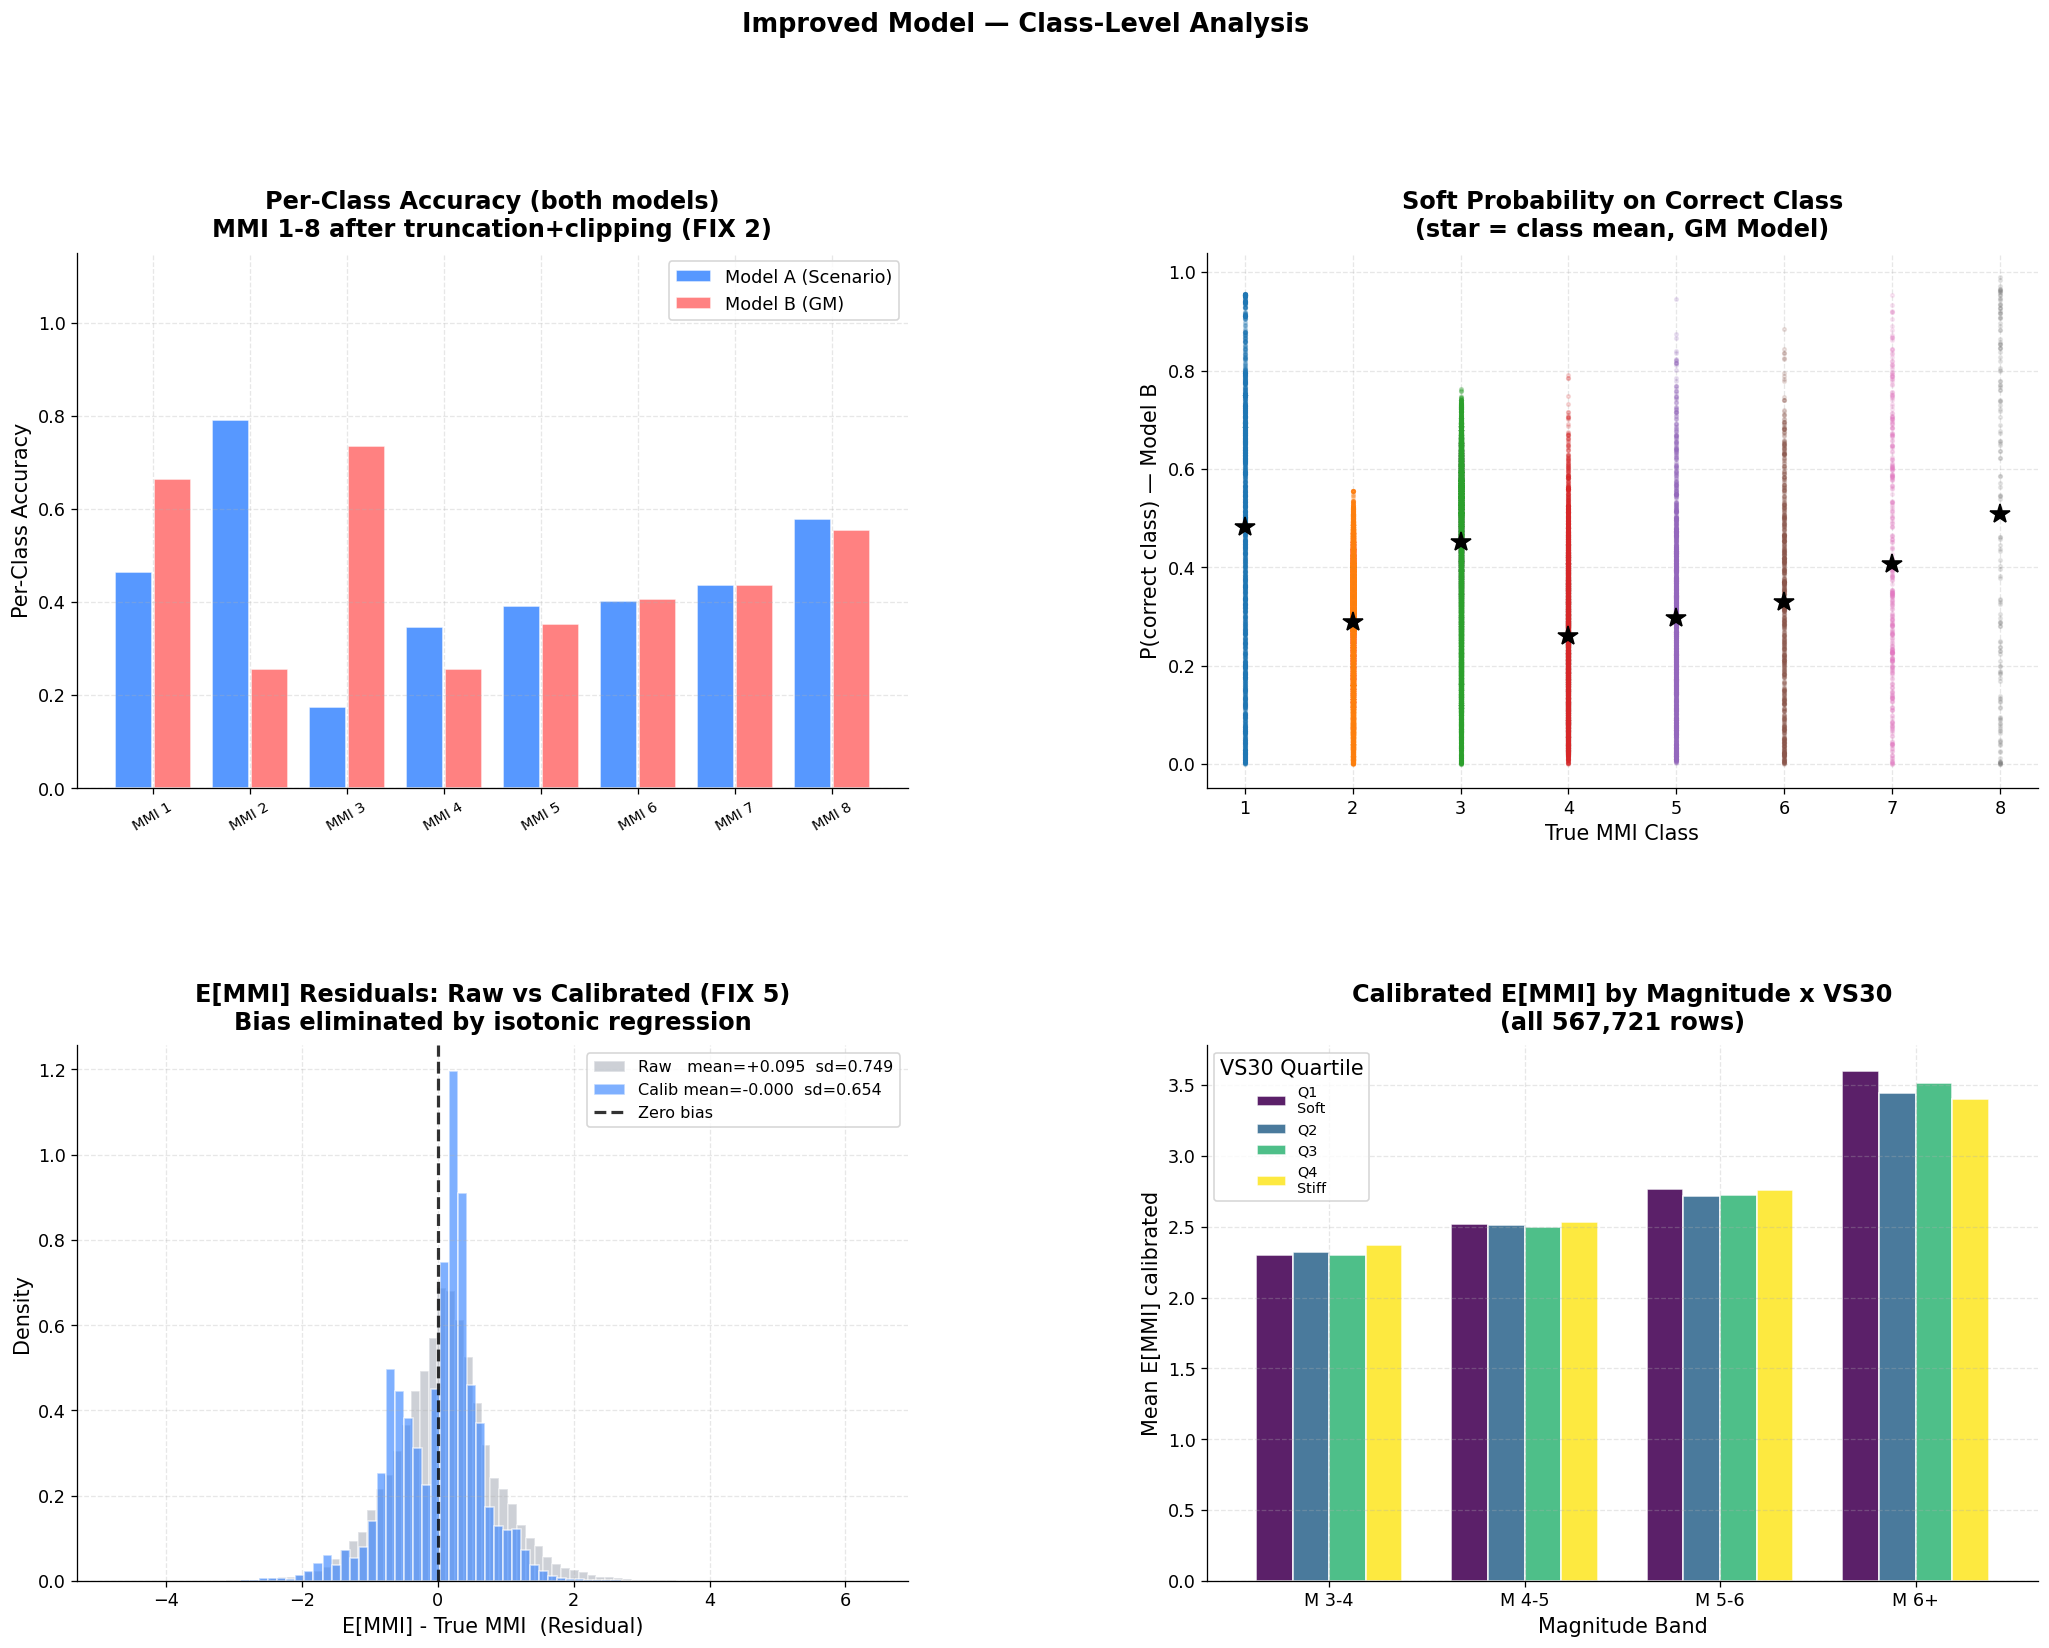 Improved Model — Class-Level Analysis
Per-Class Accuracy (both models)
MMI 1-8 after truncation+clipping (FIX 2)
Per-Class Accuracy
1.0
0.8
0.6
0.4
0.2
0.0
Model A (Scenario)
Model B (GM)
MMI 1
MMI 2
MMI 3
MMI 4
MMI 5
MMI 6
MMI 7
MMI 8
Soft Probability on Correct Class
(star = class mean, GM Model)
P(correct class) — Model B
1.0
0.8
0.6
0.4
0.2
0.0
1 2 3 4 5 6 7 8
True MMI Class
E[MMI] Residuals: Raw vs Calibrated (FIX 5)
Bias eliminated by isotonic regression
Density
1.2
1.0
0.8
0.6
0.4
0.2
0.0
Raw mean=+0.095 sd=0.749
Calib mean=-0.000 sd=0.654
Zero bias
−4 −2 0 2 4 6
E[MMI] - True MMI (Residual)
Calibrated E[MMI] by Magnitude x VS30
(all 567,721 rows)
Mean E[MMI] calibrated
3.5
3.0
2.5
2.0
1.5
1.0
0.5
0.0
VS30 Quartile
Q1
Soft
Q2
Q3
Q4
Stiff
M 3-4 M 4-5 M 5-6 M 6+
Magnitude Band